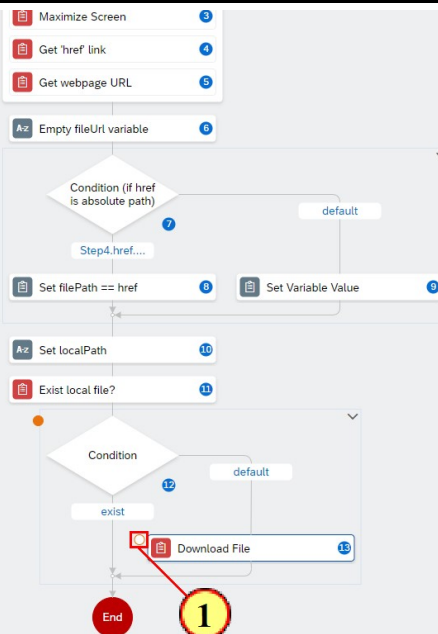 Maximize Screen 3
Get 'href' link 4
Get webpage URL 5
A-z Empty fileUrl variable 6
Condition (if href
is absolute path)
7
default
Step4.href....
Set filePath == href 8
Set Variable Value 9
A-z Set localPath 10
Exist local file? 11
Condition
12
default
exist
Download File 13
End
1